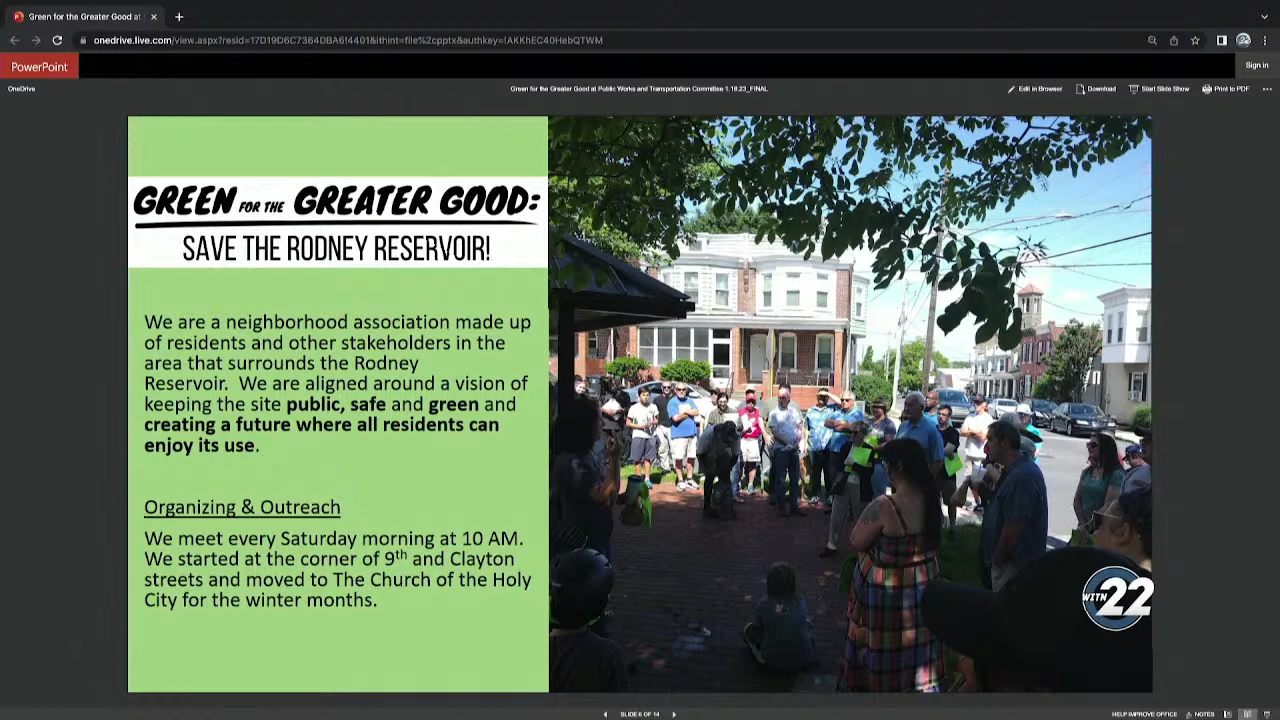 Green for the Greater Good at
onedrive.live.com/view.aspx?resid=17D19D6C7364DBA6!4401&ithint=file%2cpptx&authkey=!AKKhEC40HebQTWM
PowerPoint
Sign in
OneDrive
Green for the Greater Good at Public Works and Transportation Committee 1.18.23_FINAL
Edit in Browser
Download
Start Slide Show
Print to PDF
GREEN FOR THE GREATER GOOD:
SAVE THE RODNEY RESERVOIR!
We are a neighborhood association made up
of residents and other stakeholders in the
area that surrounds the Rodney
Reservoir. We are aligned around a vision of
keeping the site public, safe and green and
creating a future where all residents can
enjoy its use.
Organizing & Outreach
We meet every Saturday morning at 10 AM.
We started at the corner of 9th and Clayton
streets and moved to The Church of the Holy
City for the winter months.
WITN 22
SLIDE 6 OF 14
HELP IMPROVE OFFICE
NOTES